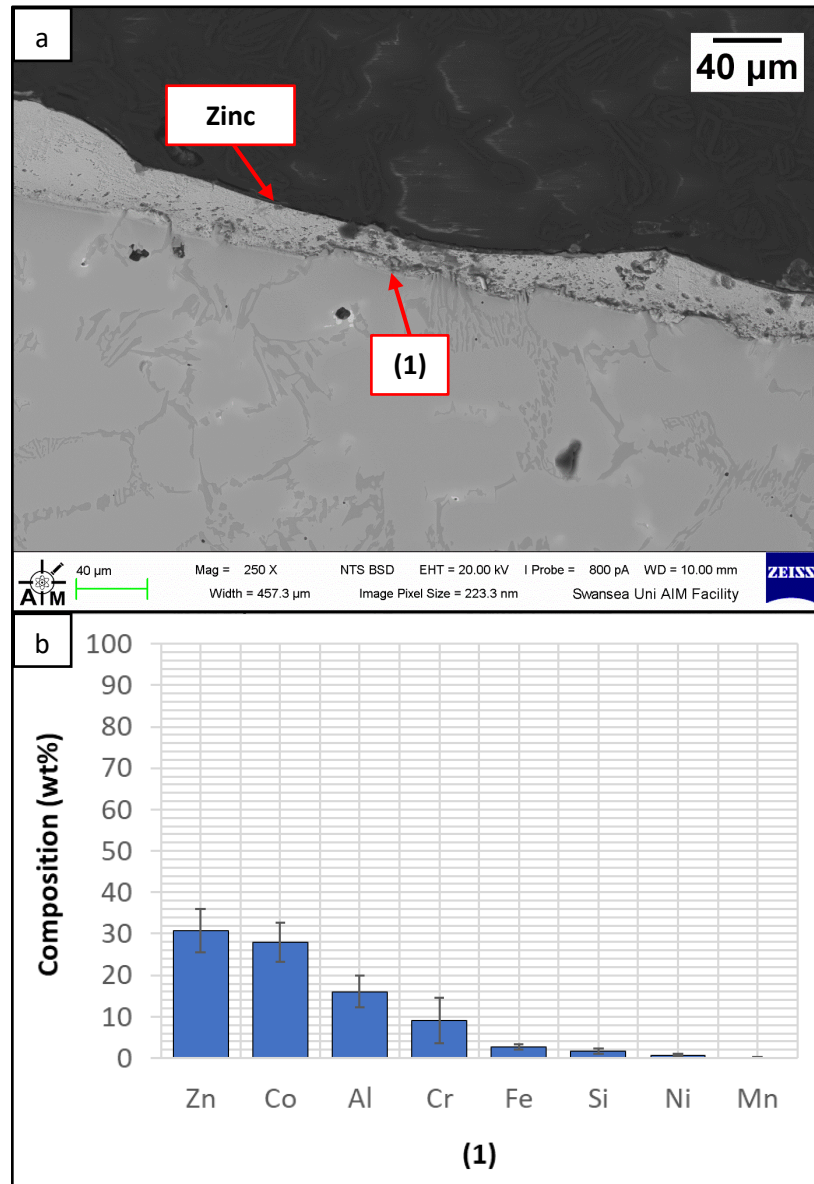 a
40 µm
Zinc
(1)
AIM
40 µm
Mag = 250 X
NTS BSD
EHT = 20.00 kV
I Probe = 800 pA
WD = 10.00 mm
ZEISS
Width = 457.3 µm
Image Pixel Size = 223.3 nm
Swansea Uni AIM Facility
b
Composition (wt%)
100
90
80
70
60
50
40
30
20
10
0
Zn Co Al Cr Fe Si Ni Mn
(1)